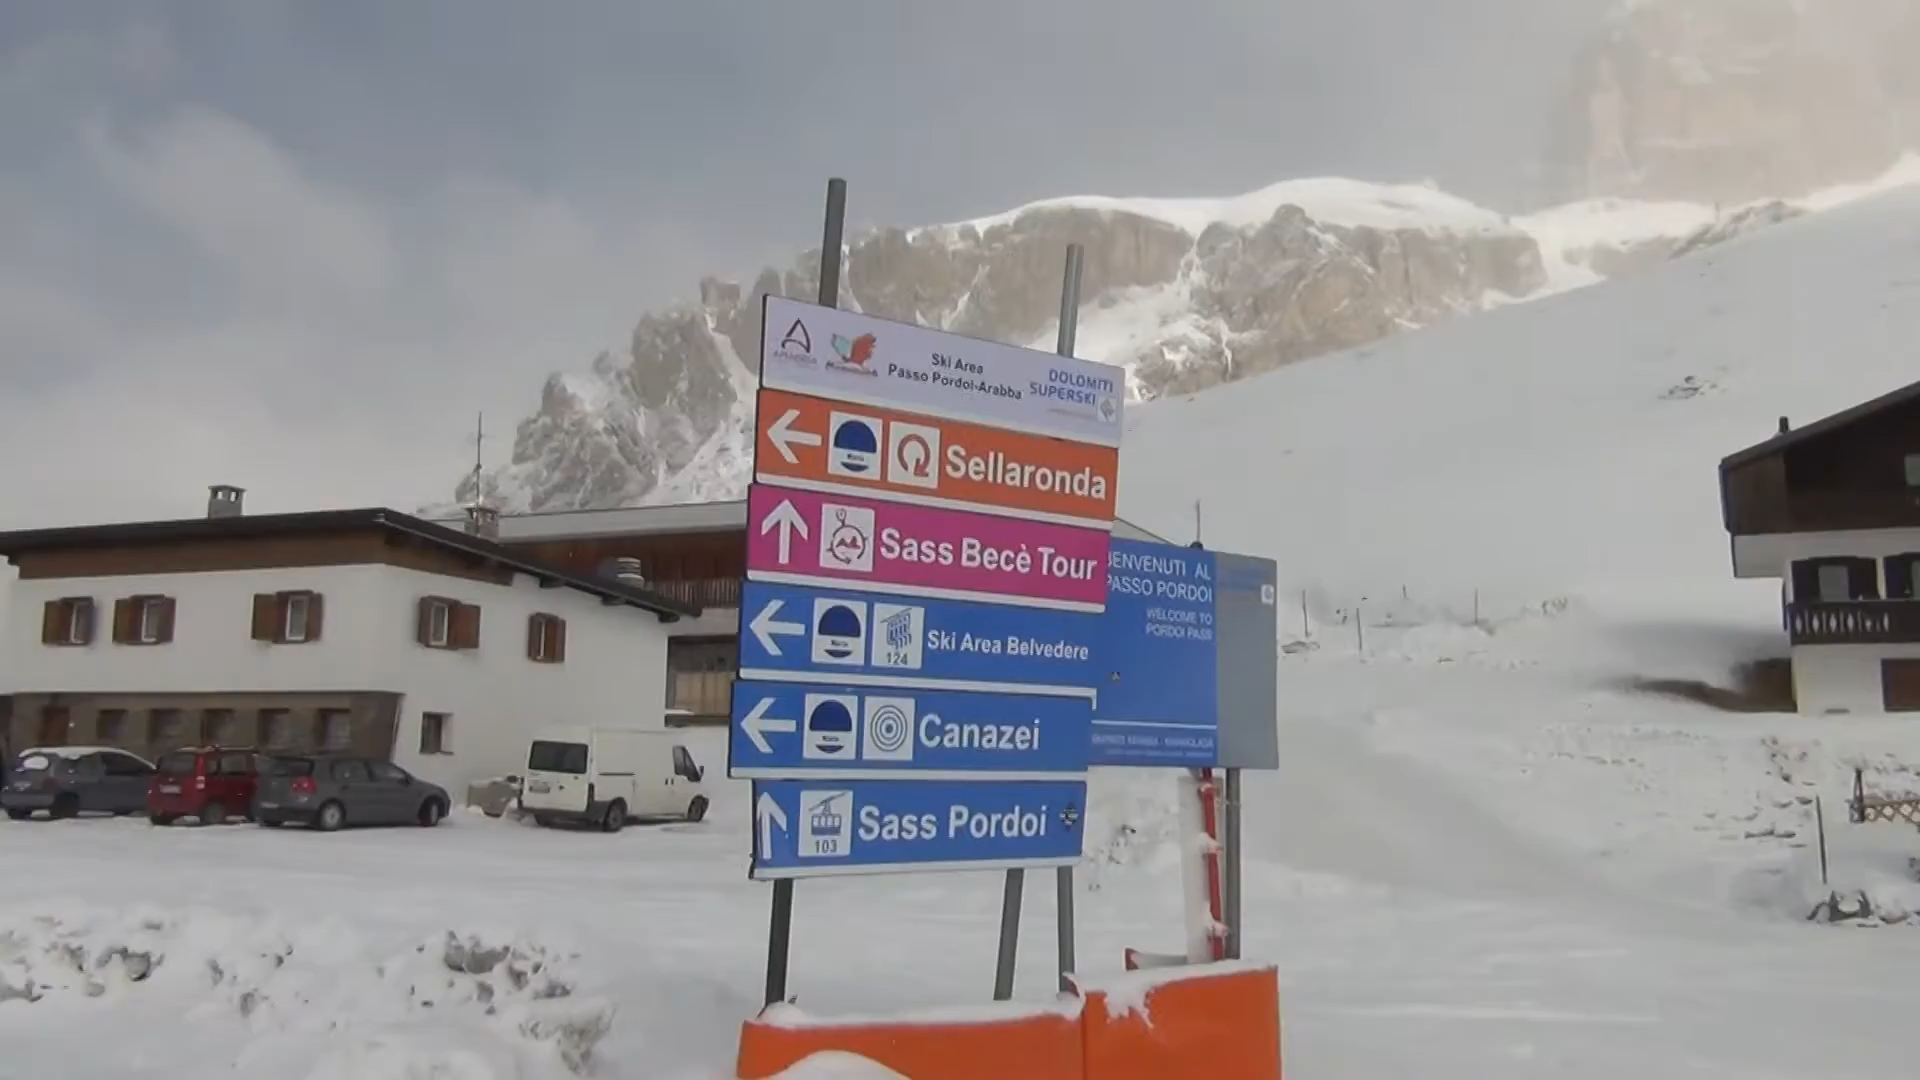 Ski Area
Passo Pordoi-Arabba
DOLOMITI
SUPERSKI
Sellaronda
Sass Becè Tour
124
Ski Area Belvedere
Canazei
103
Sass Pordoi
BENVENUTI AL
PASSO PORDOI
WELCOME TO
PORDOI PASS